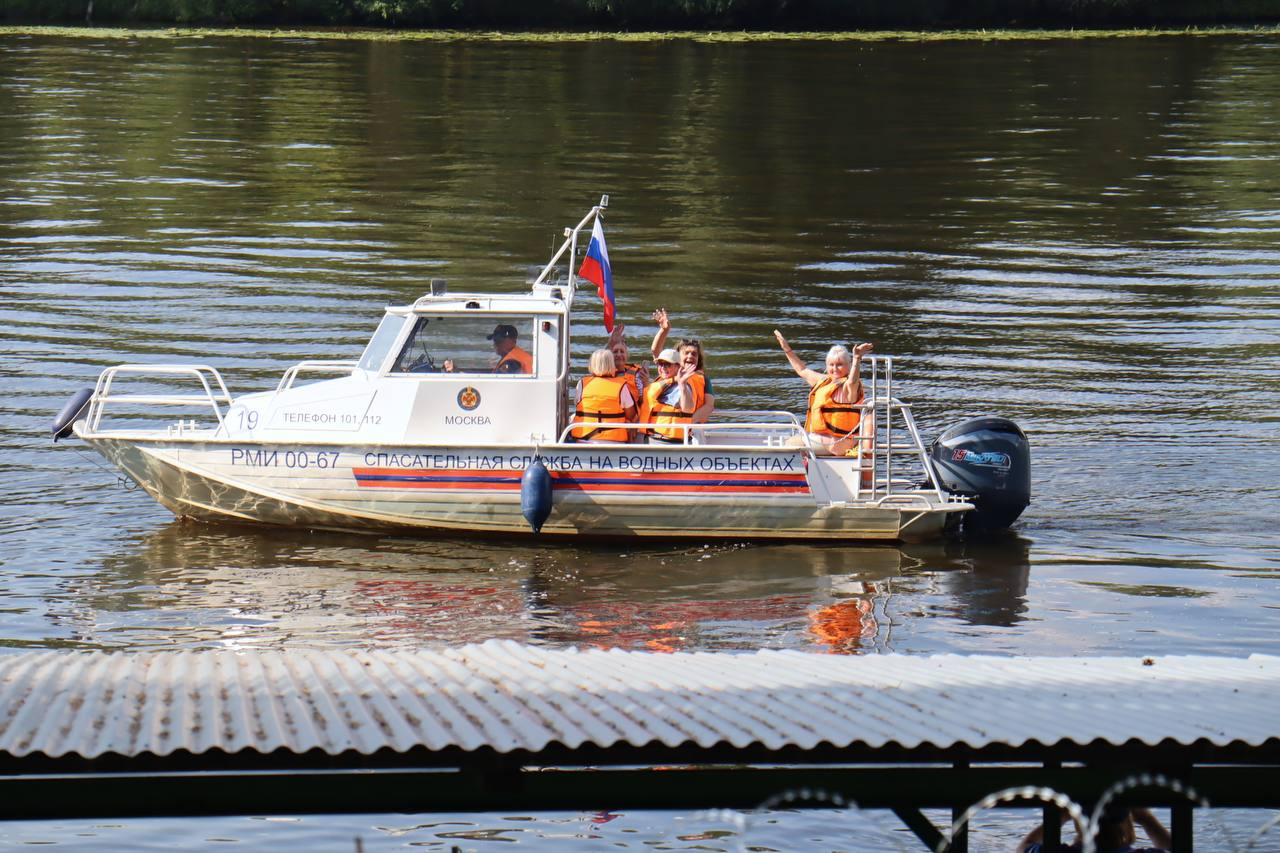 19
ТЕЛЕФОН 101, 112
МОСКВА
РМИ 00-67
СПАСАТЕЛЬНАЯ СЛУЖБА НА ВОДНЫХ ОБЪЕКТАХ